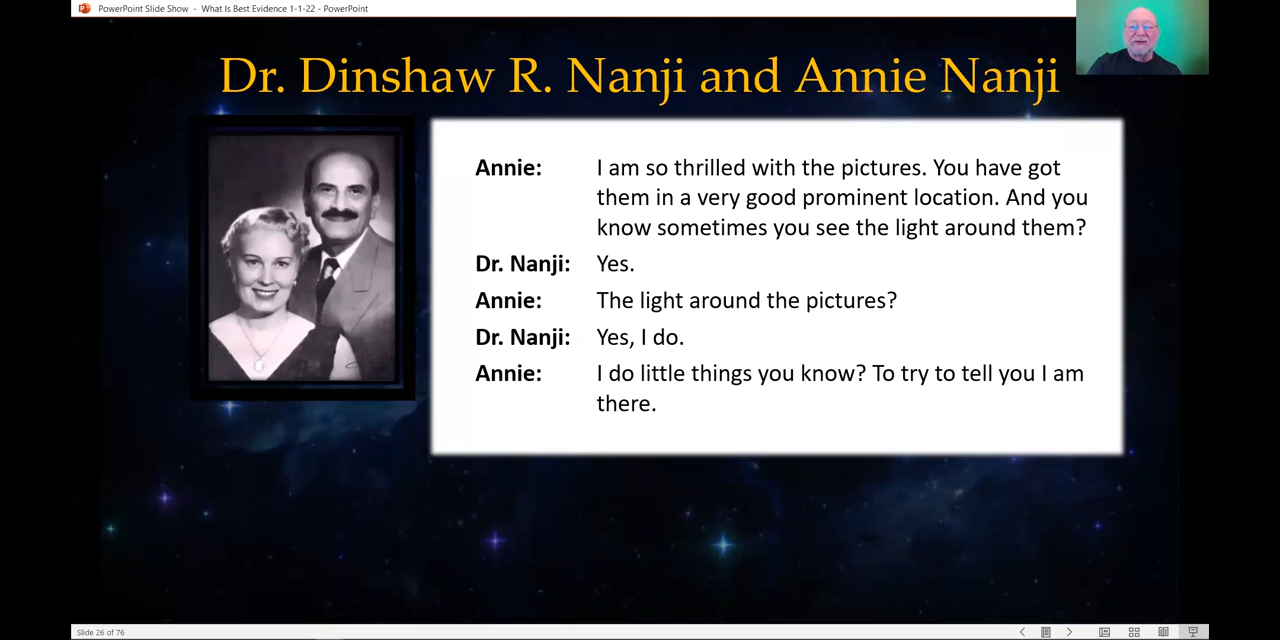 PowerPoint Slide Show - What Is Best Evidence 1-1-22 - PowerPoint
Dr. Dinshaw R. Nanji and Annie Nanji
Annie: I am so thrilled with the pictures. You have got
them in a very good prominent location. And you
know sometimes you see the light around them?
Dr. Nanji: Yes.
Annie: The light around the pictures?
Dr. Nanji: Yes, I do.
Annie: I do little things you know? To try to tell you I am
there.
Slide 26 of 76